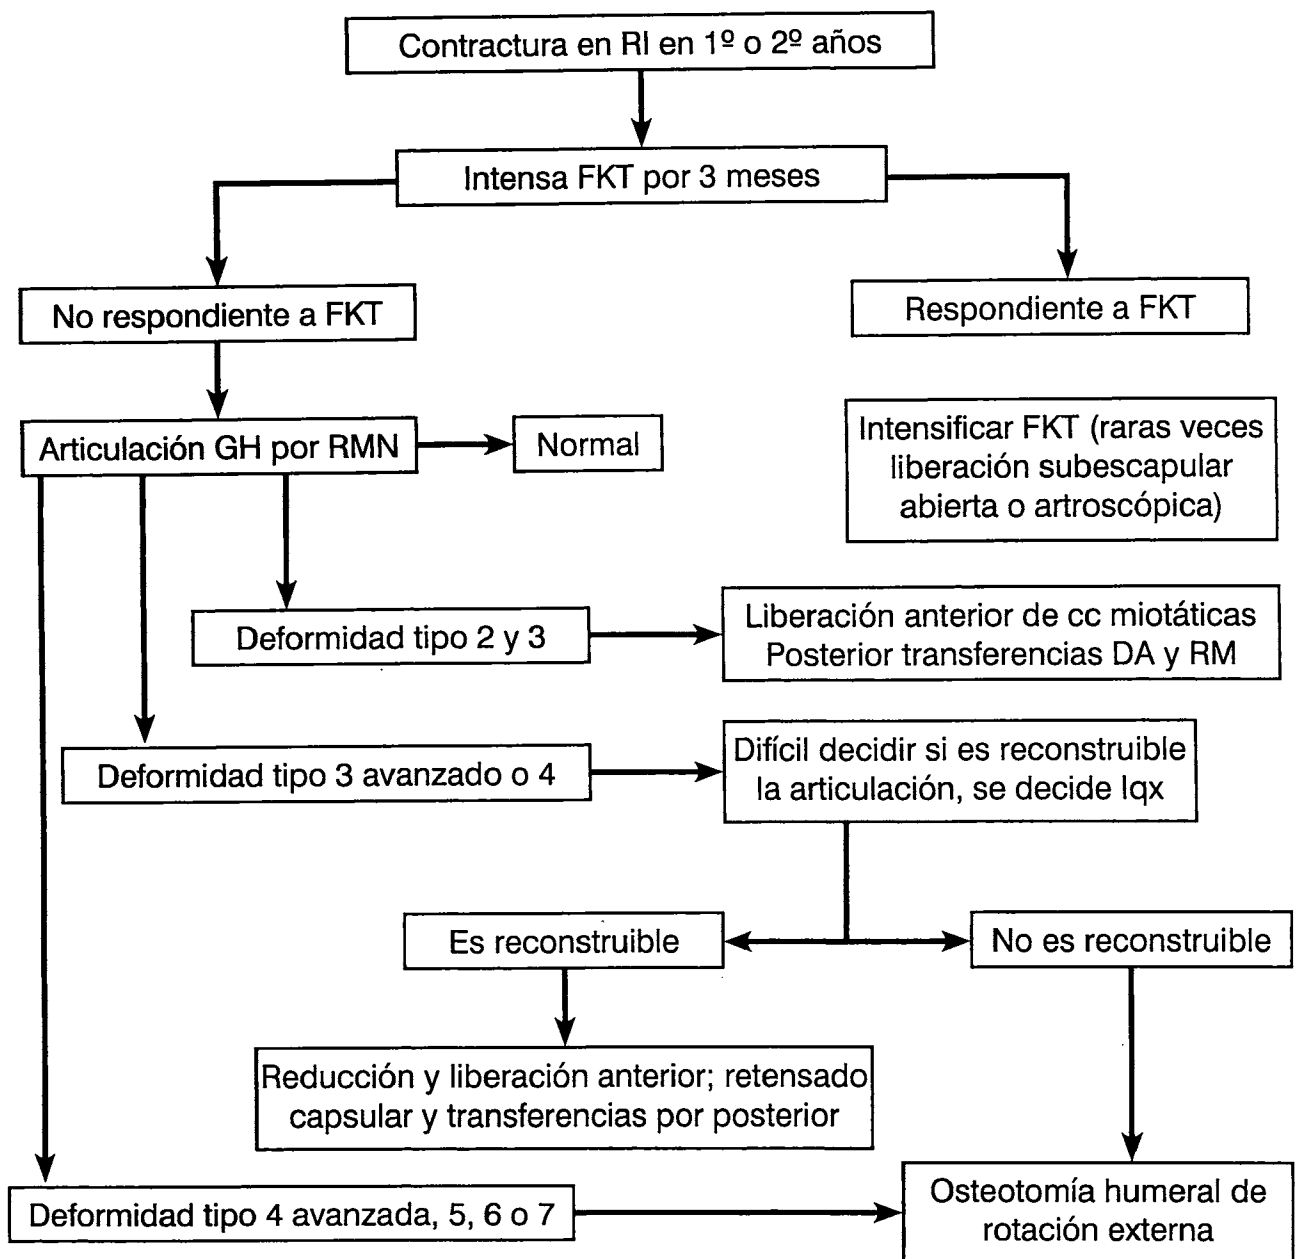 Contractura en RI en 1º o 2º años
Intensa FKT por 3 meses
No respondiente a FKT
Respondiente a FKT
Articulación GH por RMN
Normal
Intensificar FKT (raras veces
liberación subescapular
abierta o artroscópica)
Deformidad tipo 2 y 3
Liberación anterior de cc miotáticas
Posterior transferencias DA y RM
Deformidad tipo 3 avanzado o 4
Difícil decidir si es reconstruible
la articulación, se decide Iqx
Es reconstruible
No es reconstruible
Reducción y liberación anterior; retensado
capsular y transferencias por posterior
Deformidad tipo 4 avanzada, 5, 6 o 7
Osteotomía humeral de
rotación externa